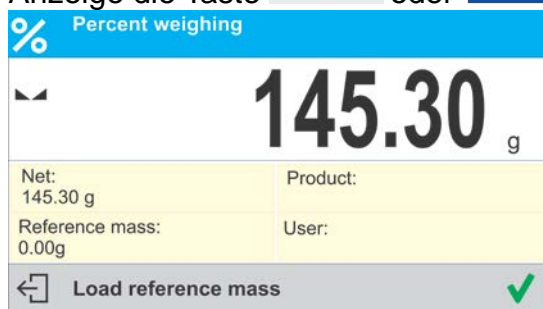 Anzeige die Taste oder
% Percent weighing
145.30 g
Net:
145.30 g
Product:
Reference mass:
0.00g
User:
Load reference mass